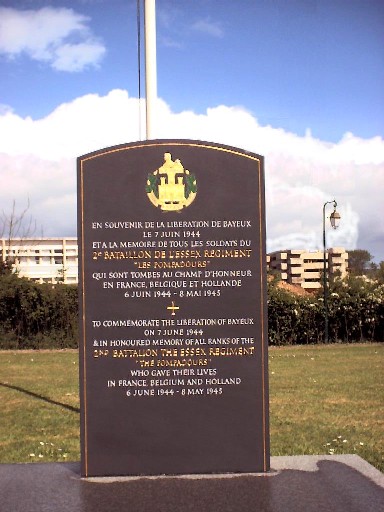 EN SOUVENIR DE LA LIBERATION DE BAYEUX
LE 7 JUIN 1944
ET A LA MEMOIRE DE TOUS LES SOLDATS DU
2e BATAILLON DE L'ESSEX REGIMENT
"LES POMPADOURS"
QUI SONT TOMBES AU CHAMP D'HONNEUR
EN FRANCE, BELGIQUE ET HOLLANDE
6 JUIN 1944 - 8 MAI 1945
TO COMMEMORATE THE LIBERATION OF BAYEUX
ON 7 JUNE 1944
& IN HONOURED MEMORY OF ALL RANKS OF THE
2ND BATTALION THE ESSEX REGIMENT
"THE POMPADOURS"
WHO GAVE THEIR LIVES
IN FRANCE, BELGIUM AND HOLLAND
6 JUNE 1944 - 8 MAY 1945